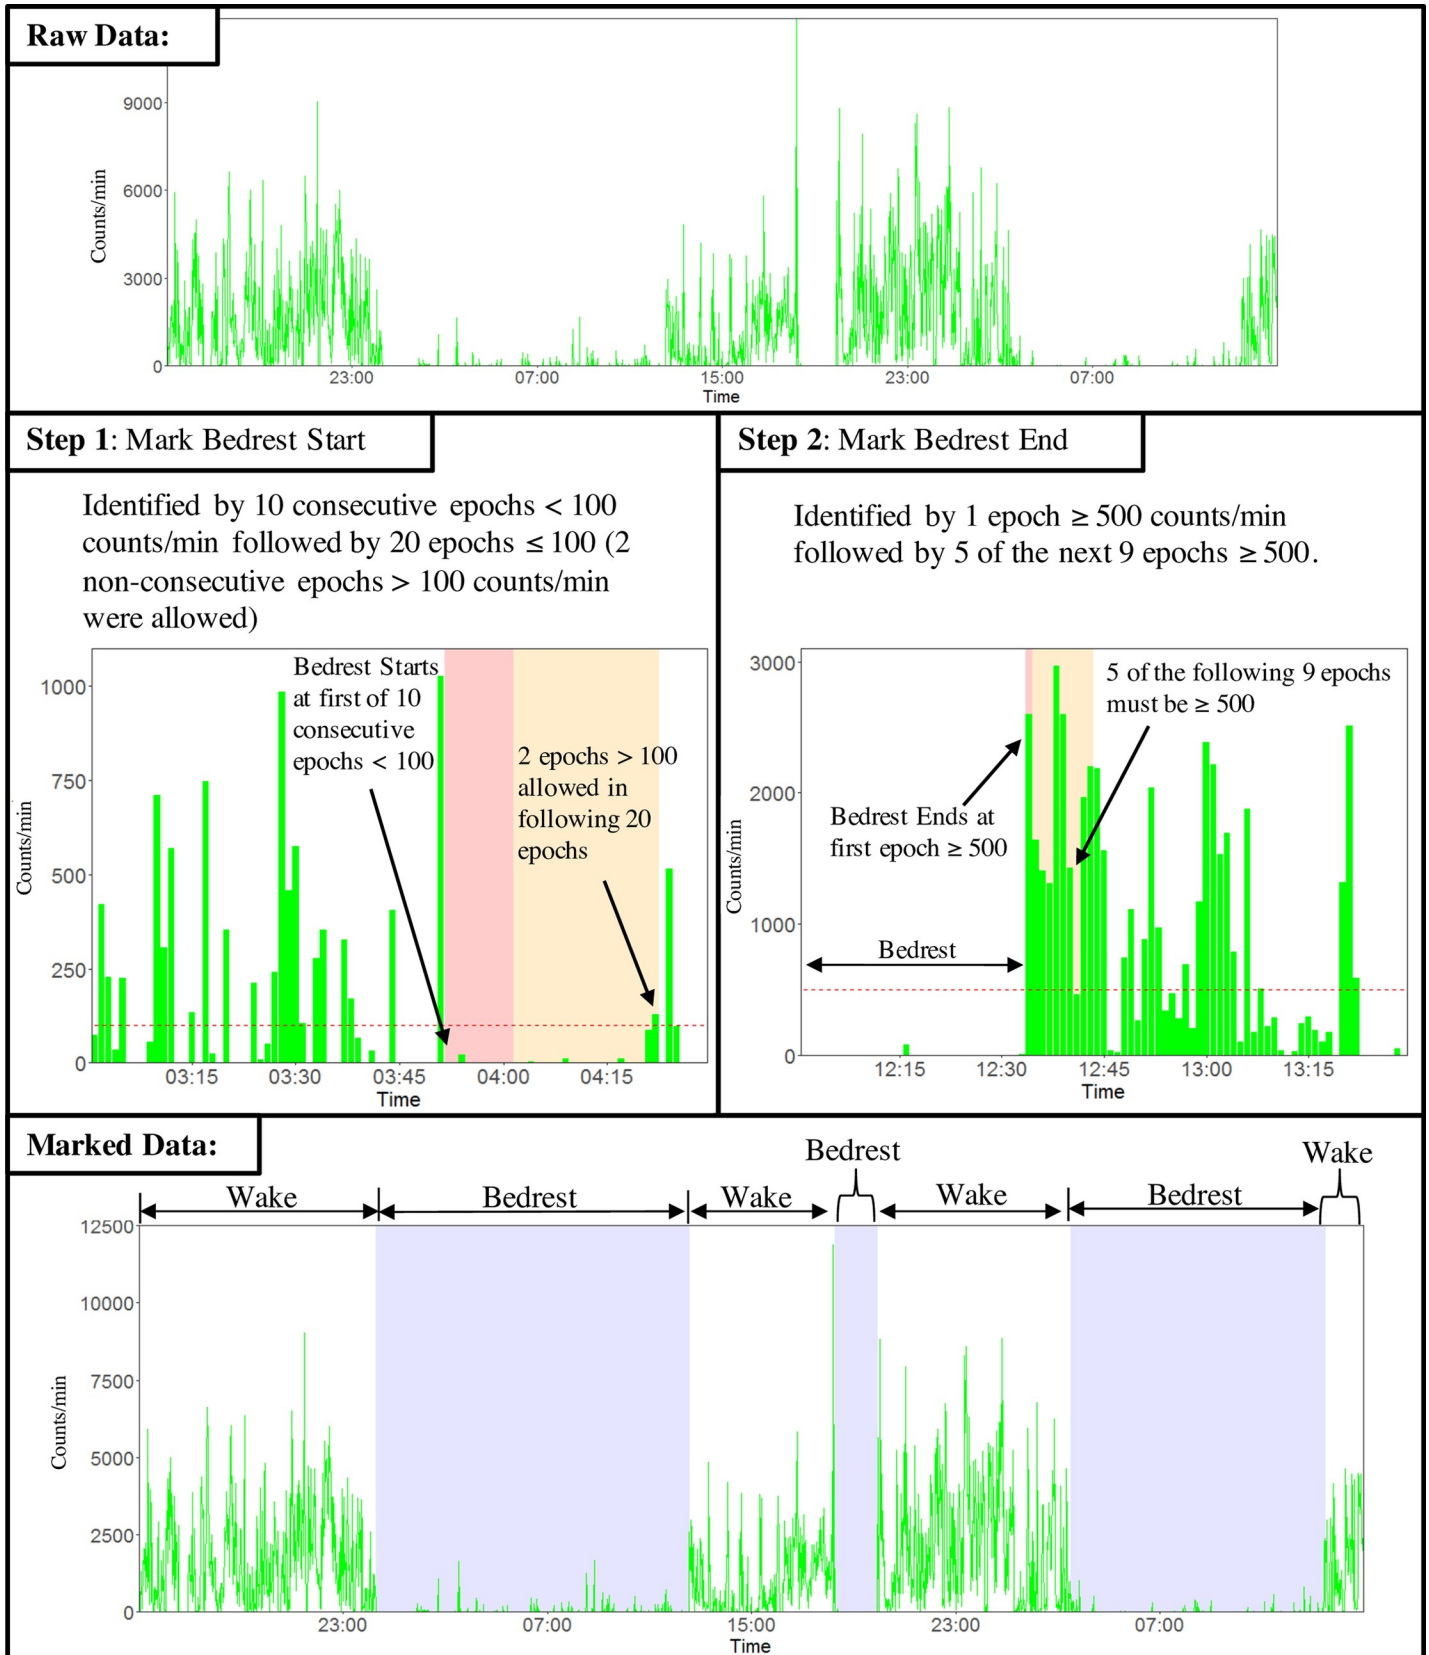 Raw Data:
9000
6000
3000
0
Counts/min
23:00
07:00
15:00
23:00
07:00
Time
Step 1: Mark Bedrest Start
Identified by 10 consecutive epochs < 100
counts/min followed by 20 epochs ≤ 100 (2
non-consecutive epochs > 100 counts/min
were allowed)
Bedrest Starts
at first of 10
consecutive
epochs < 100
2 epochs > 100
allowed in
following 20
epochs
1000
750
500
250
0
Counts/min
03:15
03:30
03:45
04:00
04:15
Time
Step 2: Mark Bedrest End
Identified by 1 epoch ≥ 500 counts/min
followed by 5 of the next 9 epochs ≥ 500.
5 of the following 9 epochs
must be ≥ 500
Bedrest Ends at
first epoch ≥ 500
Bedrest
3000
2000
1000
0
Counts/min
12:15
12:30
12:45
13:00
13:15
Time
Marked Data:
Wake
Bedrest
Wake
Bedrest
Wake
Bedrest
Wake
12500
10000
7500
5000
2500
0
Counts/min
23:00
07:00
15:00
23:00
07:00
Time